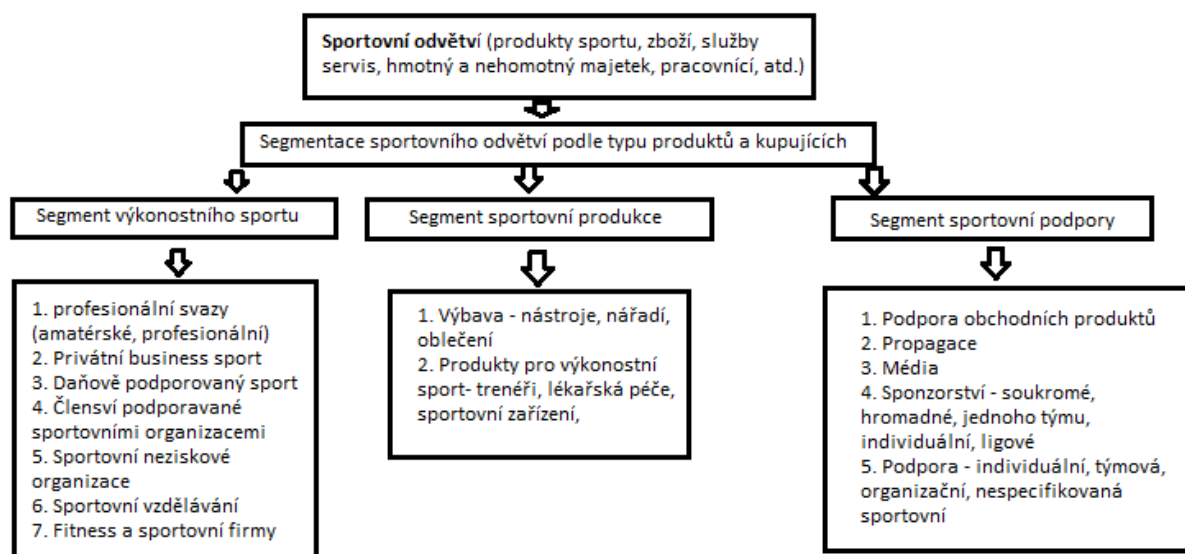 Sportovní odvětví (produkty sportu, zboží, služby
servis, hmotný a nehomotný majetek, pracovnící, atd.)
Segmentace sportovního odvětví podle typu produktů a kupujících
Segment výkonostního sportu
Segment sportovní produkce
Segment sportovní podpory
1. profesionální svazy
(amatérské, profesionální)
2. Privátní business sport
3. Daňově podporovaný sport
4. Člensví podporavané
sportovními organizacemi
5. Sportovní neziskové
organizace
6. Sportovní vzdělávání
7. Fitness a sportovní firmy
1. Výbava - nástroje, nářadí,
oblečení
2. Produkty pro výkonostní
sport- trenéři, lékařská péče,
sportovní zařízení,
1. Podpora obchodních produktů
2. Propagace
3. Média
4. Sponzorství - soukromé,
hromadné, jednoho týmu,
individuální, ligové
5. Podpora - individuální, týmová,
organizační, nespecifikovaná
sportovní